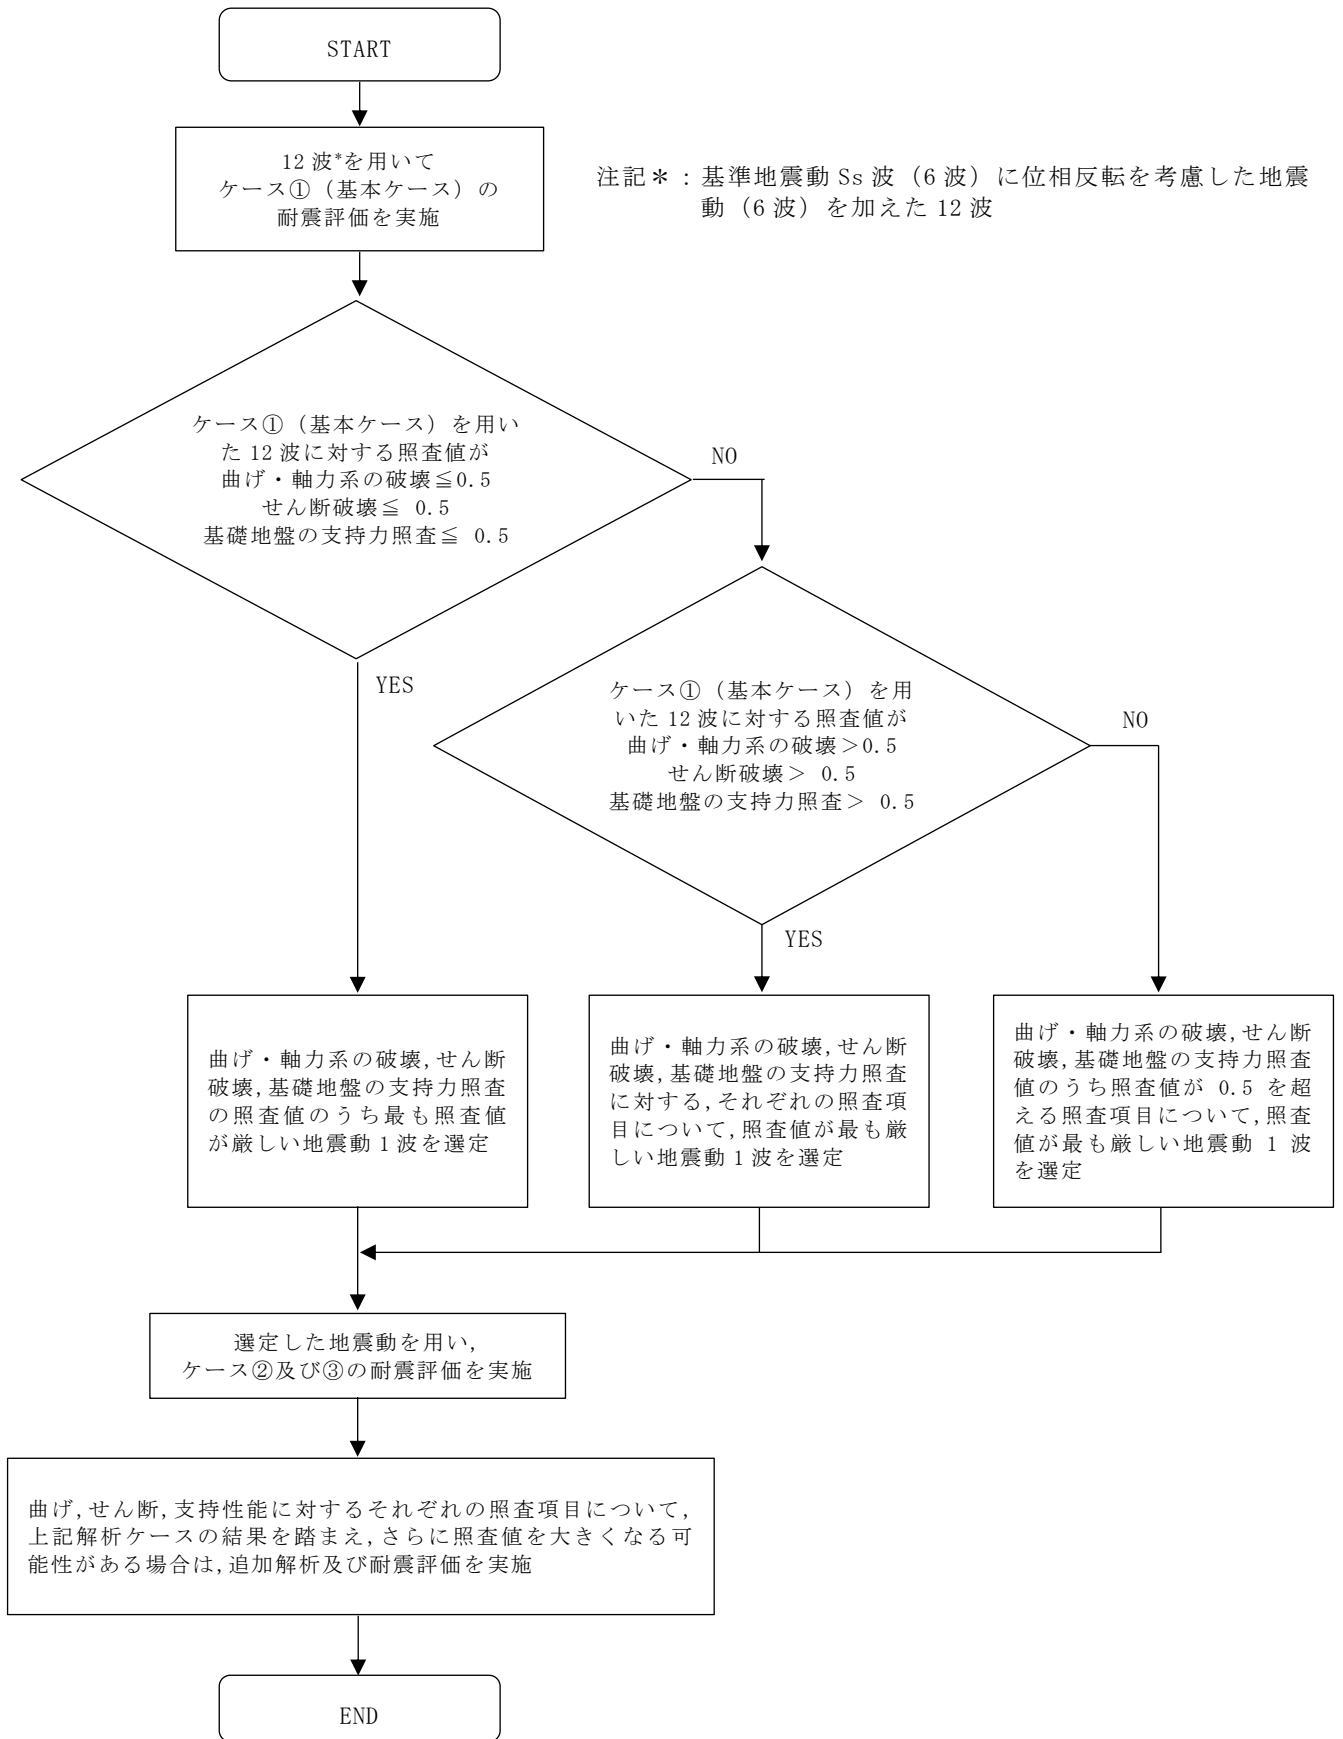 START
12 波*を用いて
ケース①（基本ケース）の
耐震評価を実施
注記＊：基準地震動 Ss 波（6 波）に位相反転を考慮した地震
動（6 波）を加えた 12 波
ケース①（基本ケース）を用い
た 12 波に対する照査値が
曲げ・軸力系の破壊≦0.5
せん断破壊≦ 0.5
基礎地盤の支持力照査≦ 0.5
NO
YES
ケース①（基本ケース）を用
いた 12 波に対する照査値が
曲げ・軸力系の破壊＞0.5
せん断破壊＞ 0.5
基礎地盤の支持力照査＞ 0.5
NO
YES
曲げ・軸力系の破壊,せん断
破壊,基礎地盤の支持力照査
の照査値のうち最も照査値
が厳しい地震動 1 波を選定
曲げ・軸力系の破壊,せん断
破壊,基礎地盤の支持力照査
に対する,それぞれの照査項
目について,照査値が最も厳
しい地震動 1 波を選定
曲げ・軸力系の破壊,せん断
破壊,基礎地盤の支持力照査
値のうち照査値が 0.5 を超
える照査項目について,照査
値が最も厳しい地震動 1 波
を選定
選定した地震動を用い,
ケース②及び③の耐震評価を実施
曲げ,せん断,支持性能に対するそれぞれの照査項目について,
上記解析ケースの結果を踏まえ,さらに照査値を大きくなる可
能性がある場合は,追加解析及び耐震評価を実施
END